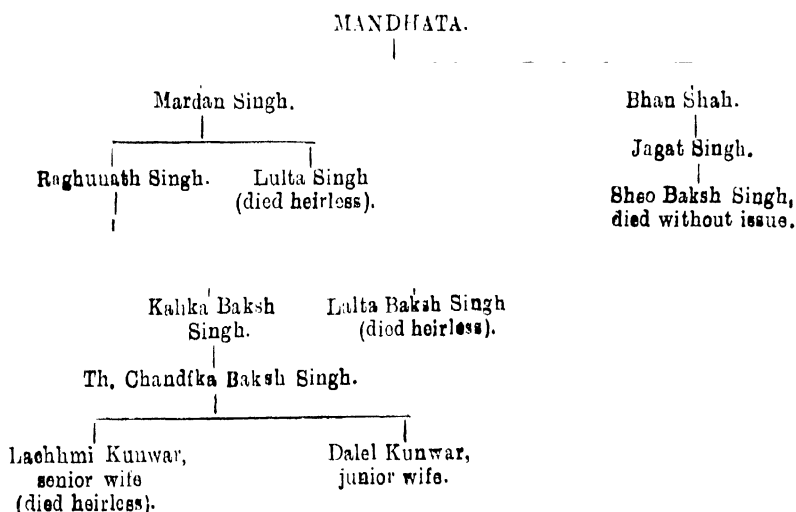 MANDHATA.
Mardan Singh.
Bhan Shah.
Raghunath Singh.
Lulta Singh
(died heirless).
Jagat Singh.
Sheo Baksh Singh,
died without issue.
Kalika Baksh
Singh.
Lalta Baksh Singh
(died heirless).
Th. Chandika Baksh Singh.
Lachhmi Kunwar,
senior wife
(died heirless).
Dalel Kunwar,
junior wife.